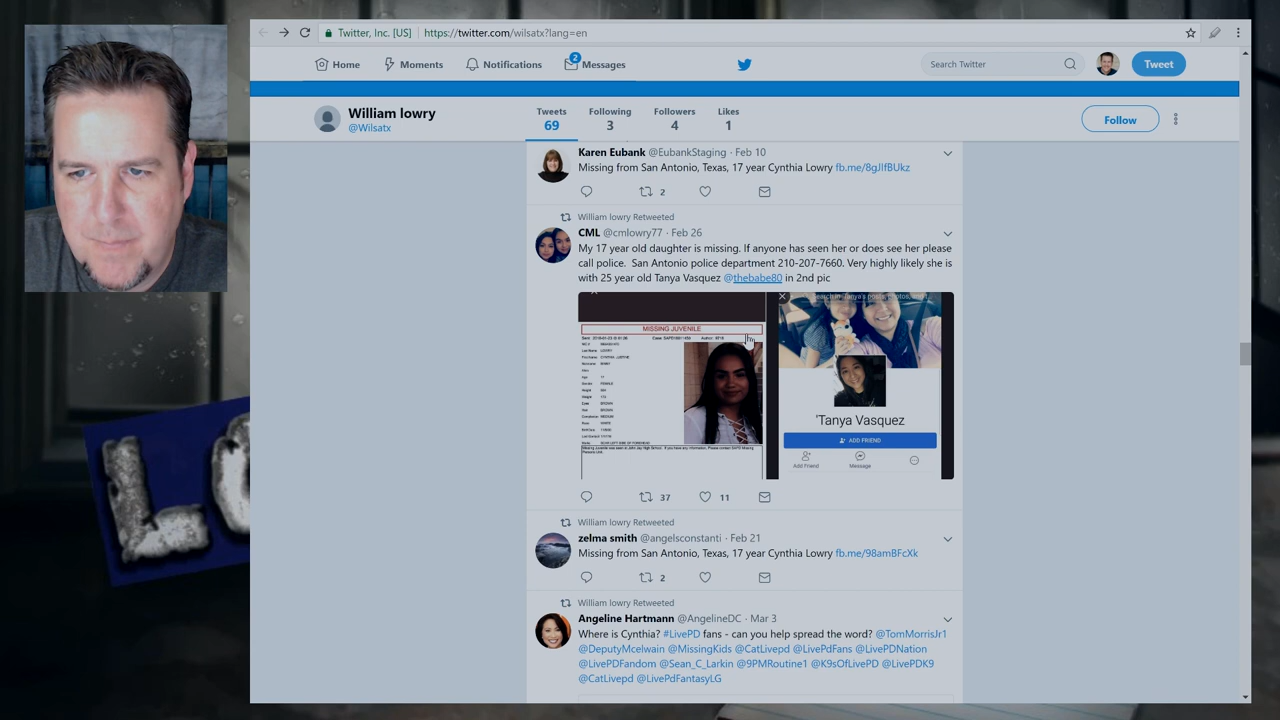 Twitter, Inc. [US]
https://twitter.com/wilsatx?lang=en
Home
Moments
Notifications
2
Messages
Search Twitter
Tweet
William lowry
@Wilsatx
Tweets
69
Following
3
Followers
4
Likes
1
Follow
Karen Eubank @EubankStaging · Feb 10
Missing from San Antonio, Texas, 17 year Cynthia Lowry fb.me/8gJlfBUkz
2
William lowry Retweeted
CML @cmlowry77 · Feb 26
My 17 year old daughter is missing. If anyone has seen her or does see her please
call police. San Antonio police department 210-207-7660. Very highly likely she is
with 25 year old Tanya Vasquez @thebabe80 in 2nd pic
MISSING JUVENILE
'Tanya Vasquez
ADD FRIEND
Add Friend
Message
37
11
William lowry Retweeted
zelma smith @angelsconstanti · Feb 21
Missing from San Antonio, Texas, 17 year Cynthia Lowry fb.me/98amBFcXk
2
William lowry Retweeted
Angeline Hartmann @AngelineDC · Mar 3
Where is Cynthia? #LivePD fans - can you help spread the word? @TomMorrisJr1
@DeputyMcelwain @MissingKids @CatLivepd @LivePdFans @LivePDNation
@LivePDFandom @Sean_C_Larkin @9PMRoutine1 @K9sOfLivePD @LivePDK9
@CatLivepd @LivePdFantasyLG